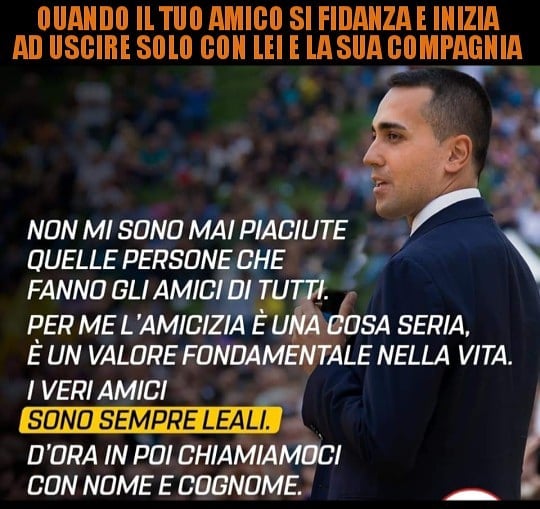 QUANDO IL TUO AMICO SI FIDANZA E INIZIA
AD USCIRE SOLO CON LEI E LA SUA COMPAGNIA
NON MI SONO MAI PIACIUTE
QUELLE PERSONE CHE
FANNO GLI AMICI DI TUTTI.
PER ME L'AMICIZIA È UNA COSA SERIA,
È UN VALORE FONDAMENTALE NELLA VITA.
I VERI AMICI
SONO SEMPRE LEALI.
D'ORA IN POI CHIAMIAMOCI
CON NOME E COGNOME.